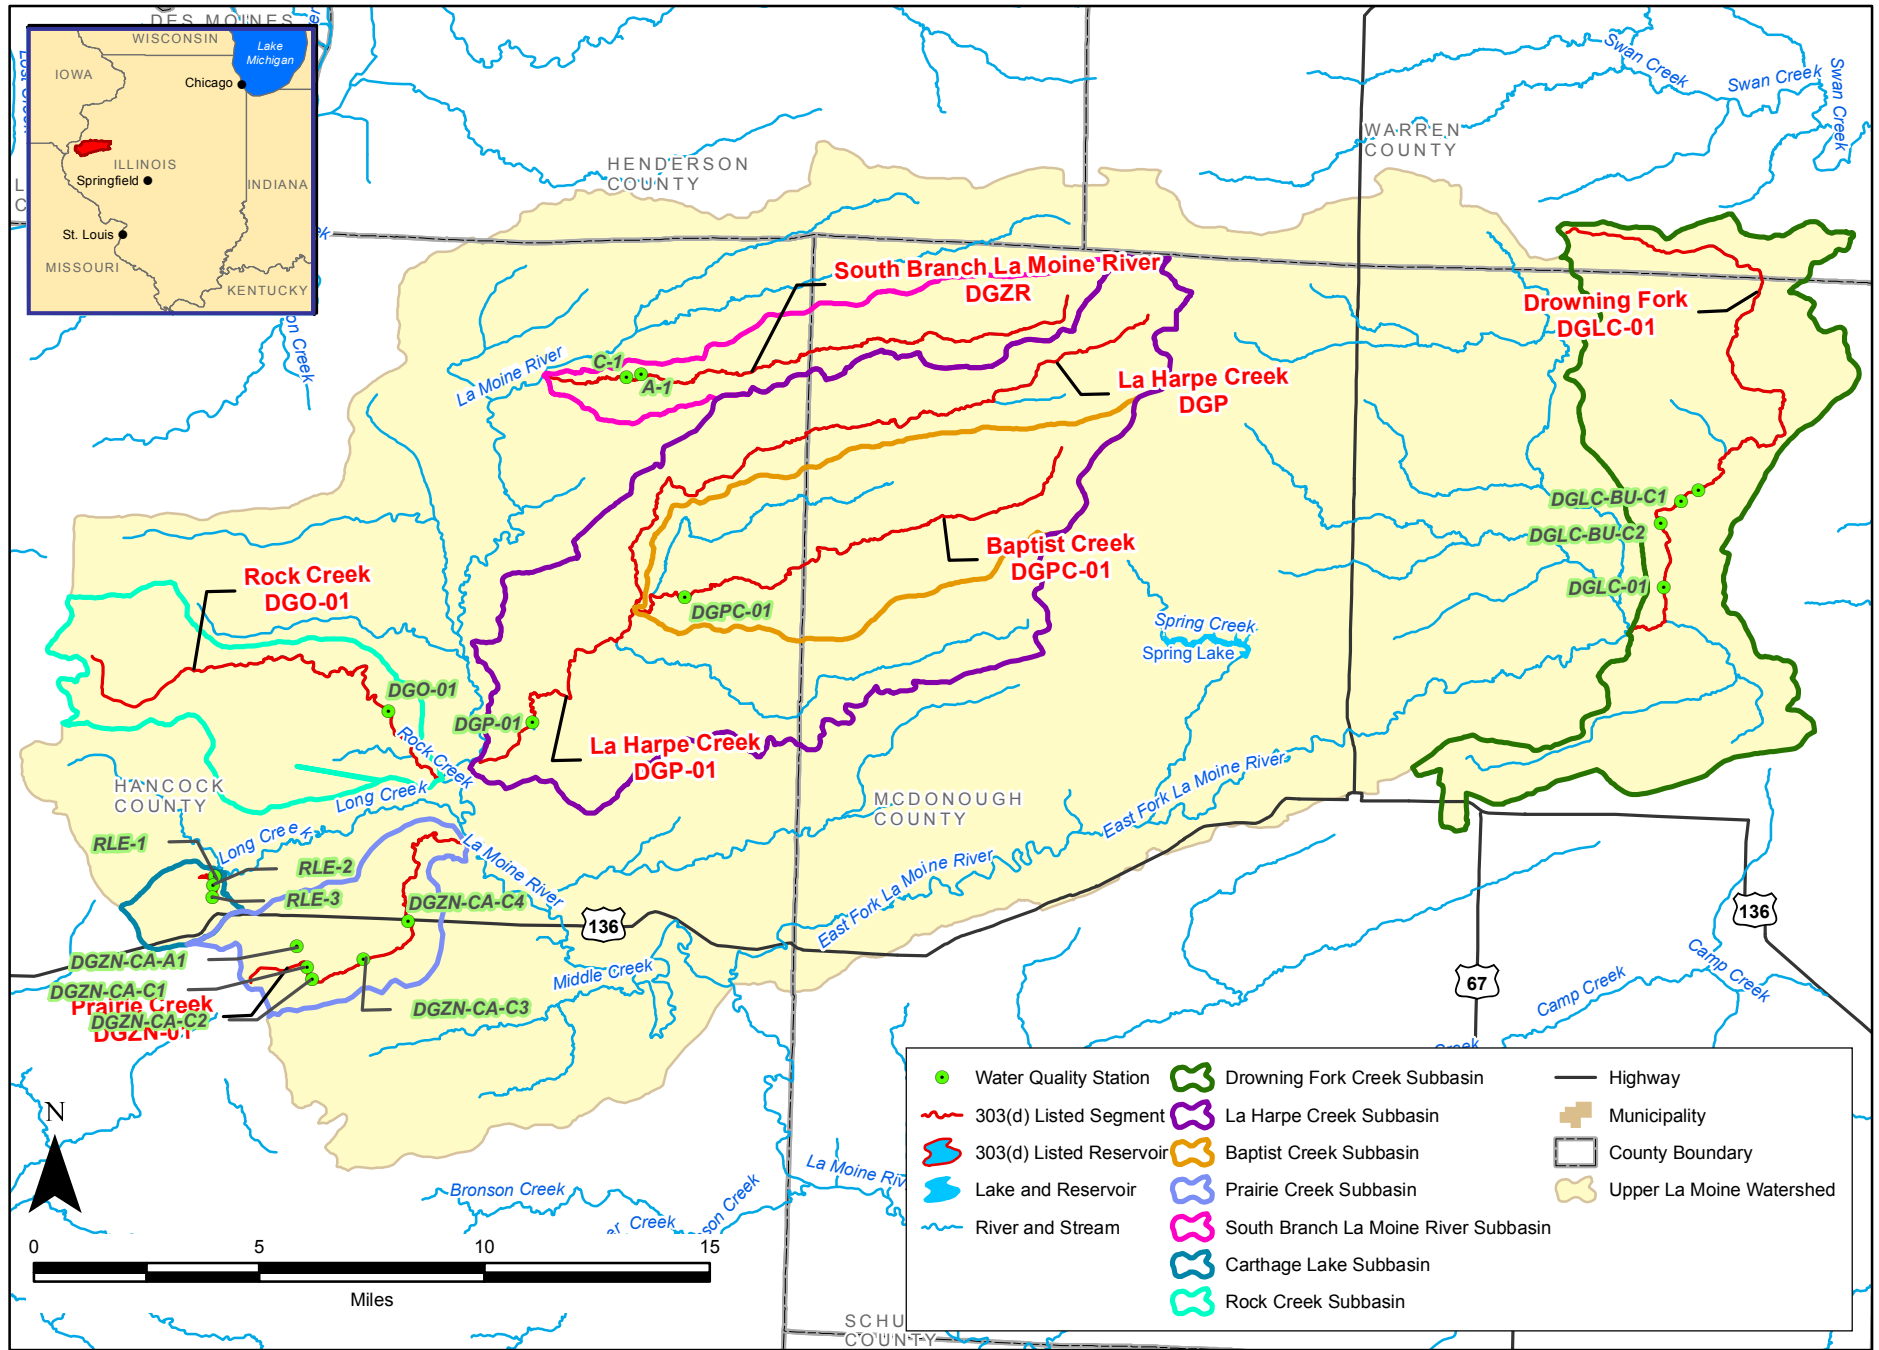 DES MOINES
WISCONSIN
Lake
Michigan
IOWA
Chicago
ILLINOIS
Springfield
INDIANA
St. Louis
MISSOURI
KENTUCKY
HENDERSON
COUNTY
WARREN
COUNTY
Swan Creek
Swan Creek
Swan Creek
South Branch La Moine River
DGZR
Drowning Fork
DGLC-01
La Moine River
C-1
A-1
La Harpe Creek
DGP
DGLC-BU-C1
DGLC-BU-C2
DGLC-01
Baptist Creek
DGPC-01
DGPC-01
Rock Creek
DGO-01
DGO-01
Spring Creek
Spring Lake
DGP-01
La Harpe Creek
DGP-01
Rock Creek
Long Creek
Long Creek
HANCOCK
COUNTY
MCDONOUGH
COUNTY
East Fork La Moine River
East Fork La Moine River
La Moine River
RLE-1
RLE-2
RLE-3
DGZN-CA-C4
136
136
67
DGZN-CA-A1
DGZN-CA-C1
Prairie Creek
DGZN-CA-C2
DGZN-01
DGZN-CA-C3
Middle Creek
Camp Creek
Camp Creek
Creek
N
Bronson Creek
Creek
son Creek
La Moine Riv
0 5 10 15
Miles
SCHU
COUNTY
Water Quality Station
303(d) Listed Segment
303(d) Listed Reservoir
Lake and Reservoir
River and Stream
Drowning Fork Creek Subbasin
La Harpe Creek Subbasin
Baptist Creek Subbasin
Prairie Creek Subbasin
South Branch La Moine River Subbasin
Carthage Lake Subbasin
Rock Creek Subbasin
Highway
Municipality
County Boundary
Upper La Moine Watershed